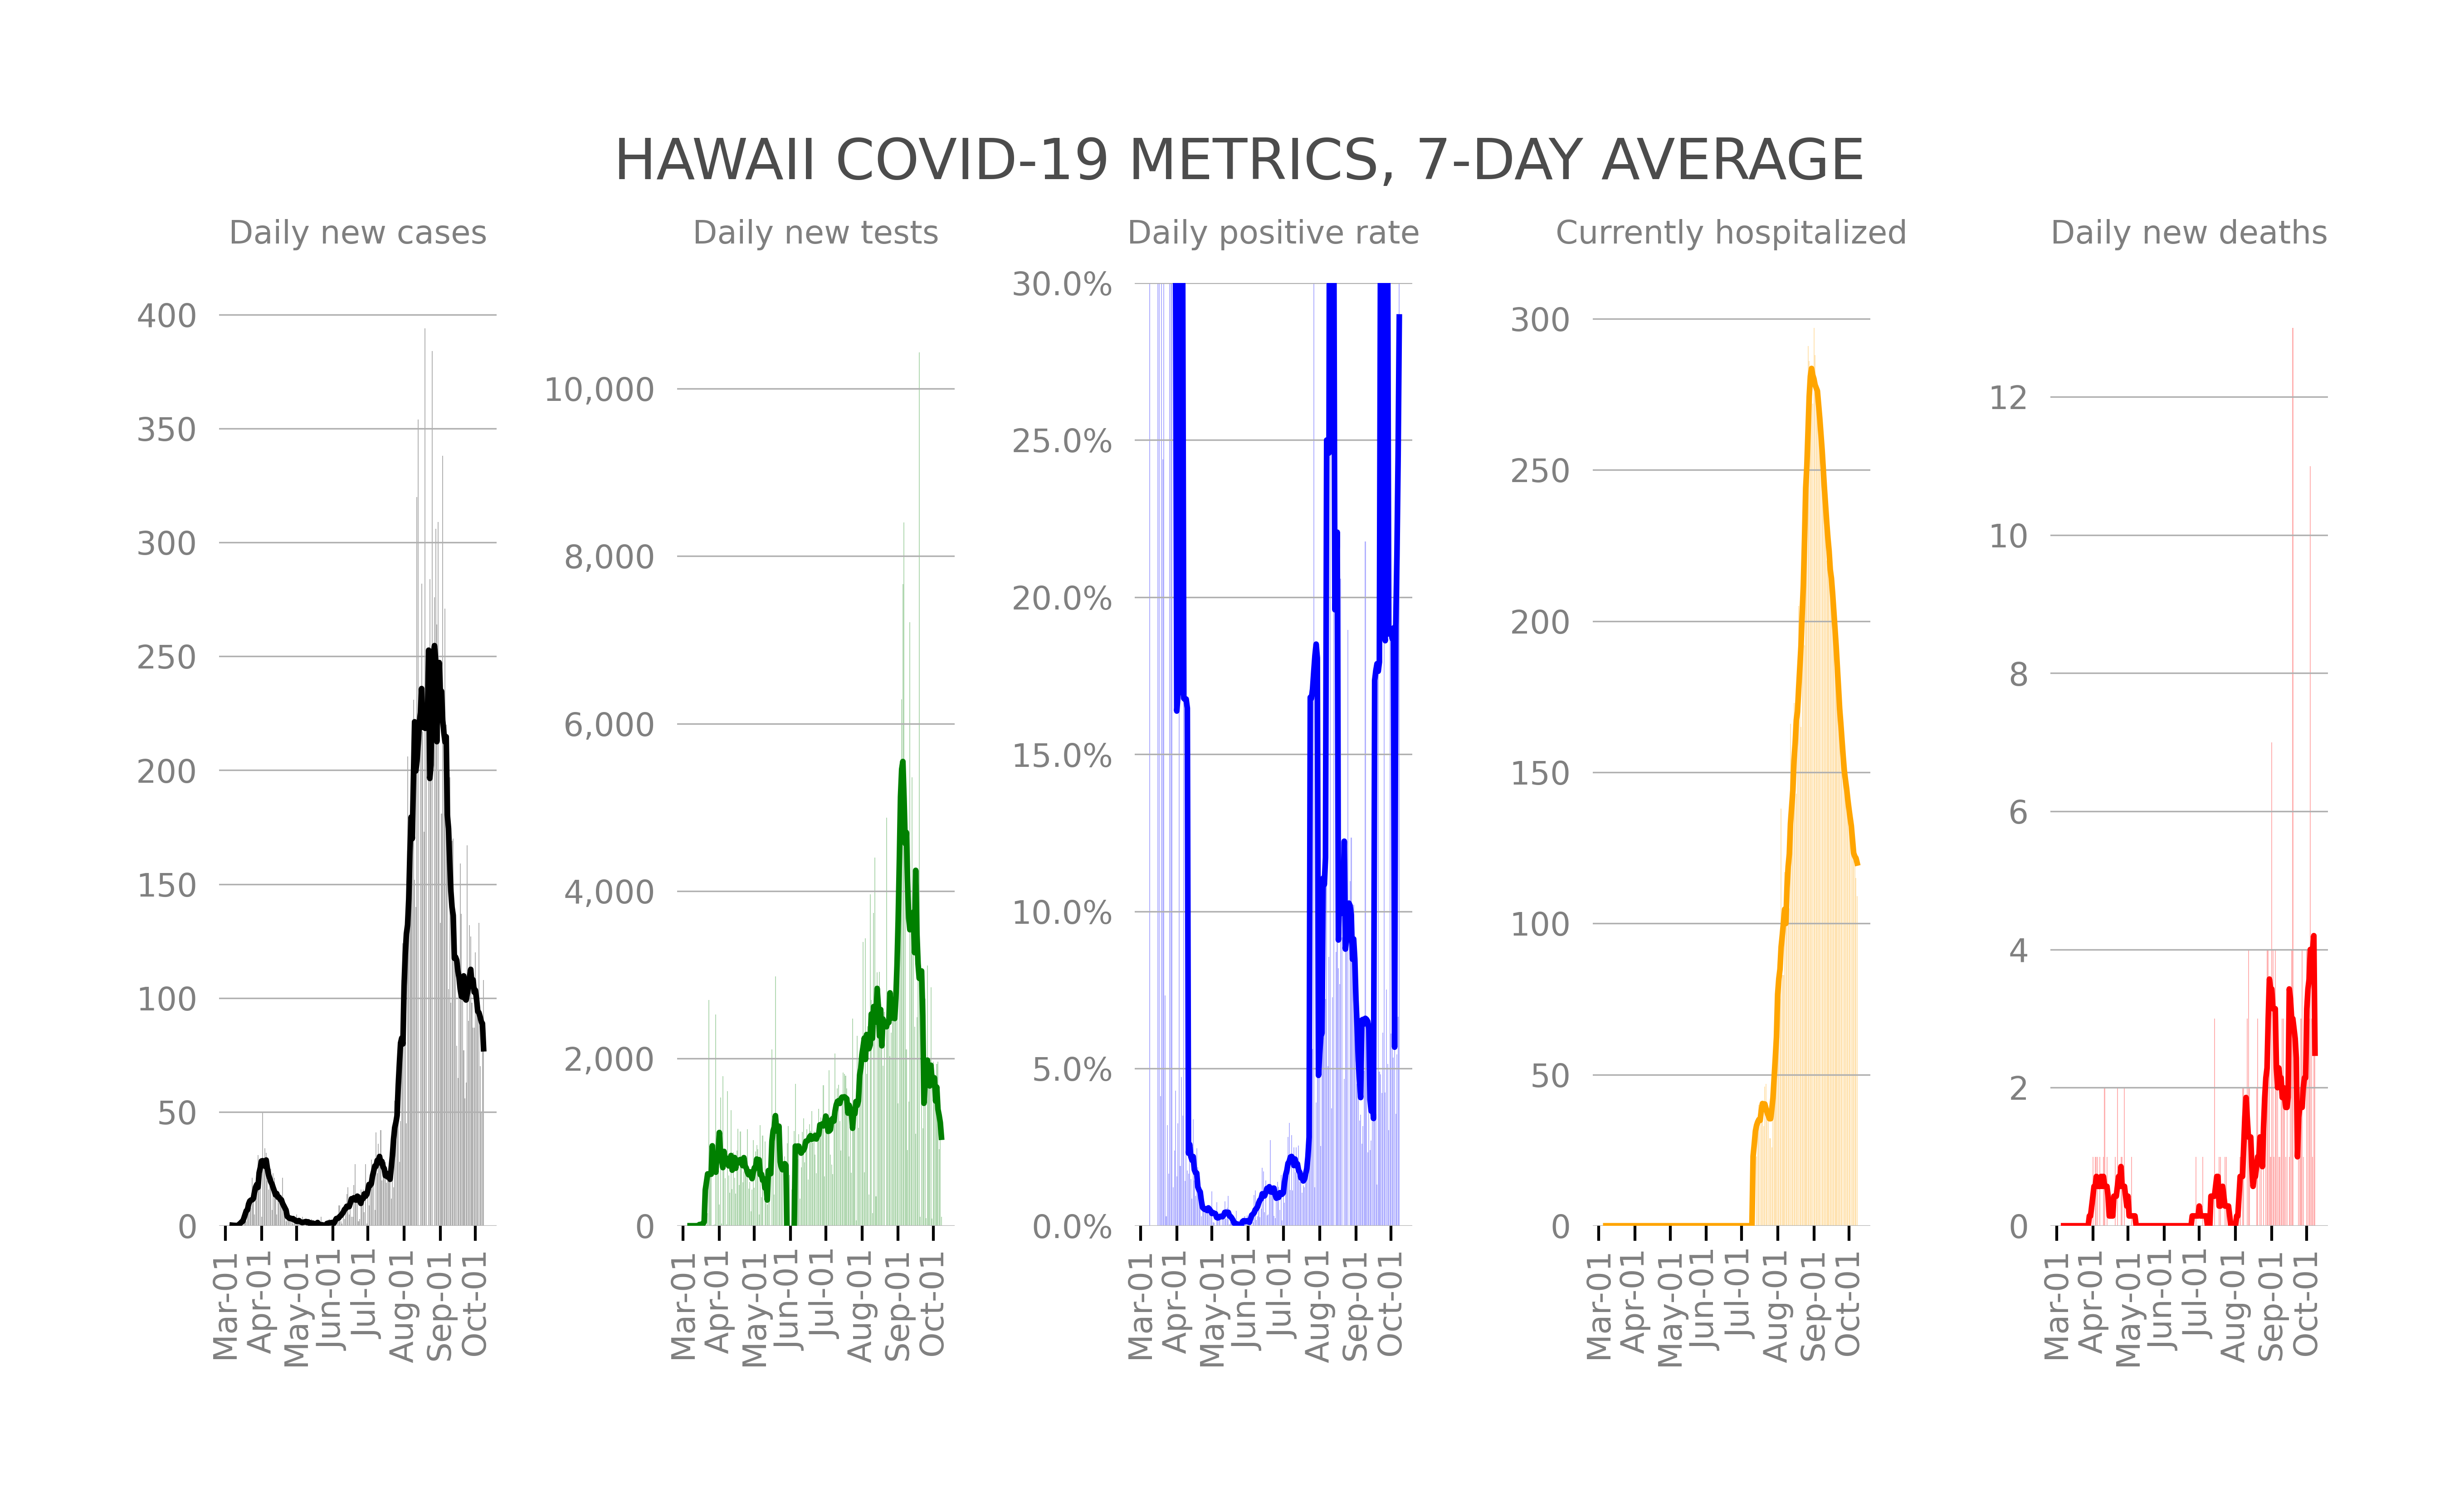 HAWAII COVID-19 METRICS, 7-DAY AVERAGE
Daily new cases
400
350
300
250
200
150
100
50
0
Mar-01
Apr-01
May-01
Jun-01
Jul-01
Aug-01
Sep-01
Oct-01
Daily new tests
10,000
8,000
6,000
4,000
2,000
0
Mar-01
Apr-01
May-01
Jun-01
Jul-01
Aug-01
Sep-01
Oct-01
Daily positive rate
30.0%
25.0%
20.0%
15.0%
10.0%
5.0%
0.0%
Mar-01
Apr-01
May-01
Jun-01
Jul-01
Aug-01
Sep-01
Oct-01
Currently hospitalized
300
250
200
150
100
50
0
Mar-01
Apr-01
May-01
Jun-01
Jul-01
Aug-01
Sep-01
Oct-01
Daily new deaths
12
10
8
6
4
2
0
Mar-01
Apr-01
May-01
Jun-01
Jul-01
Aug-01
Sep-01
Oct-01